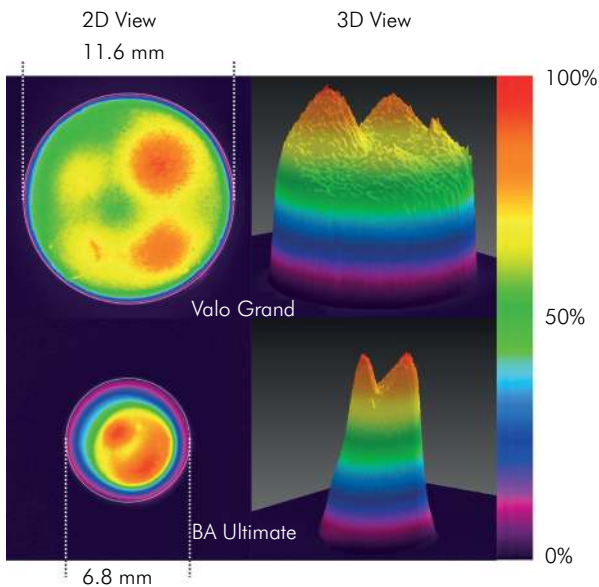 2D View
3D View
11.6 mm
100%
Valo Grand
50%
BA Ultimate
0%
6.8 mm